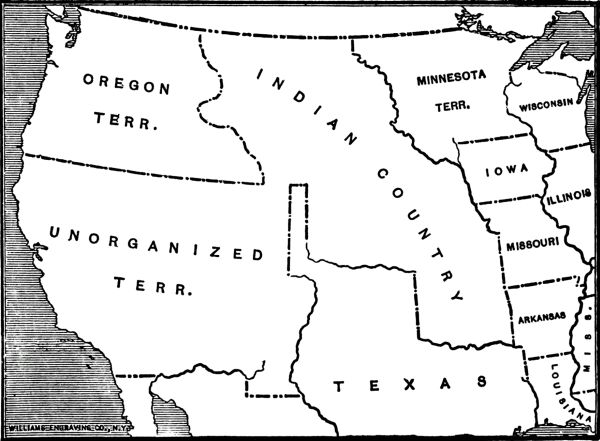 OREGON
TERR.
INDIAN COUNTRY
MINNESOTA
TERR.
WISCONSIN
IOWA
ILLINOIS
UNORGANIZED
TERR.
MISSOURI
ARKANSAS
MISS.
TEXAS
LOUISIANA
WILLIAMS ENGRAVING CO., N.Y.